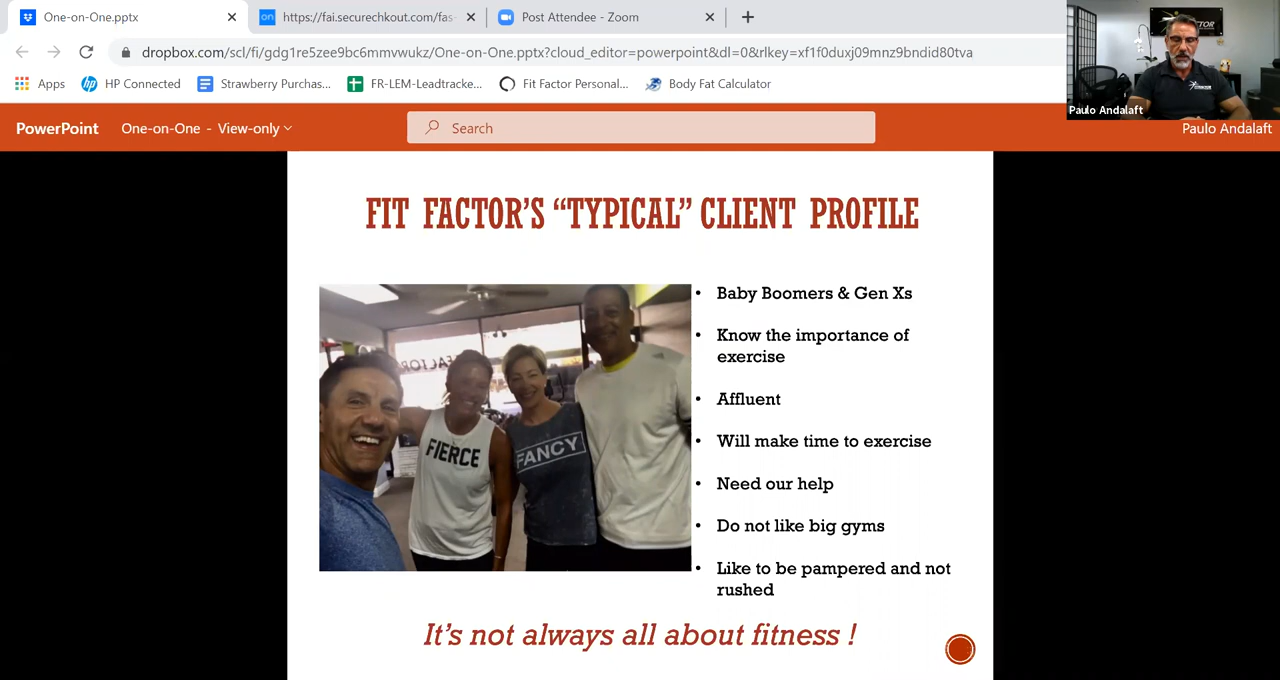 One-on-One.pptx
https://fai.securechkout.com/fas
Post Attendee - Zoom
dropbox.com/scl/fi/gdg1re5zee9bc6mmvwukz/One-on-One.pptx?cloud_editor=powerpoint&dl=0&rlkey=xf1f0duxj09mnz9bndid80tva
Apps
HP Connected
Strawberry Purchas...
FR-LEM-Leadtracke...
Fit Factor Personal...
Body Fat Calculator
Paulo Andalaft
PowerPoint
One-on-One - View-only
Search
Paulo Andalaft
FIT FACTOR'S “TYPICAL” CLIENT PROFILE
• Baby Boomers & Gen Xs
• Know the importance of
exercise
• Affluent
• Will make time to exercise
• Need our help
• Do not like big gyms
• Like to be pampered and not
rushed
FACTOR
FIERCE
FANCY
It's not always all about fitness !